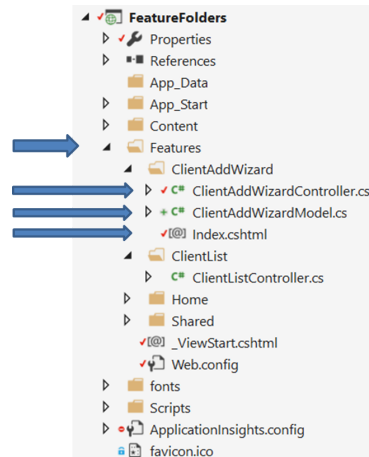 FeatureFolders
Properties
References
App_Data
App_Start
Content
Features
ClientAddWizard
C# ClientAddWizardController.cs
C# ClientAddWizardModel.cs
[@] Index.cshtml
ClientList
C# ClientListController.cs
Home
Shared
[@] _ViewStart.cshtml
Web.config
fonts
Scripts
ApplicationInsights.config
favicon.ico